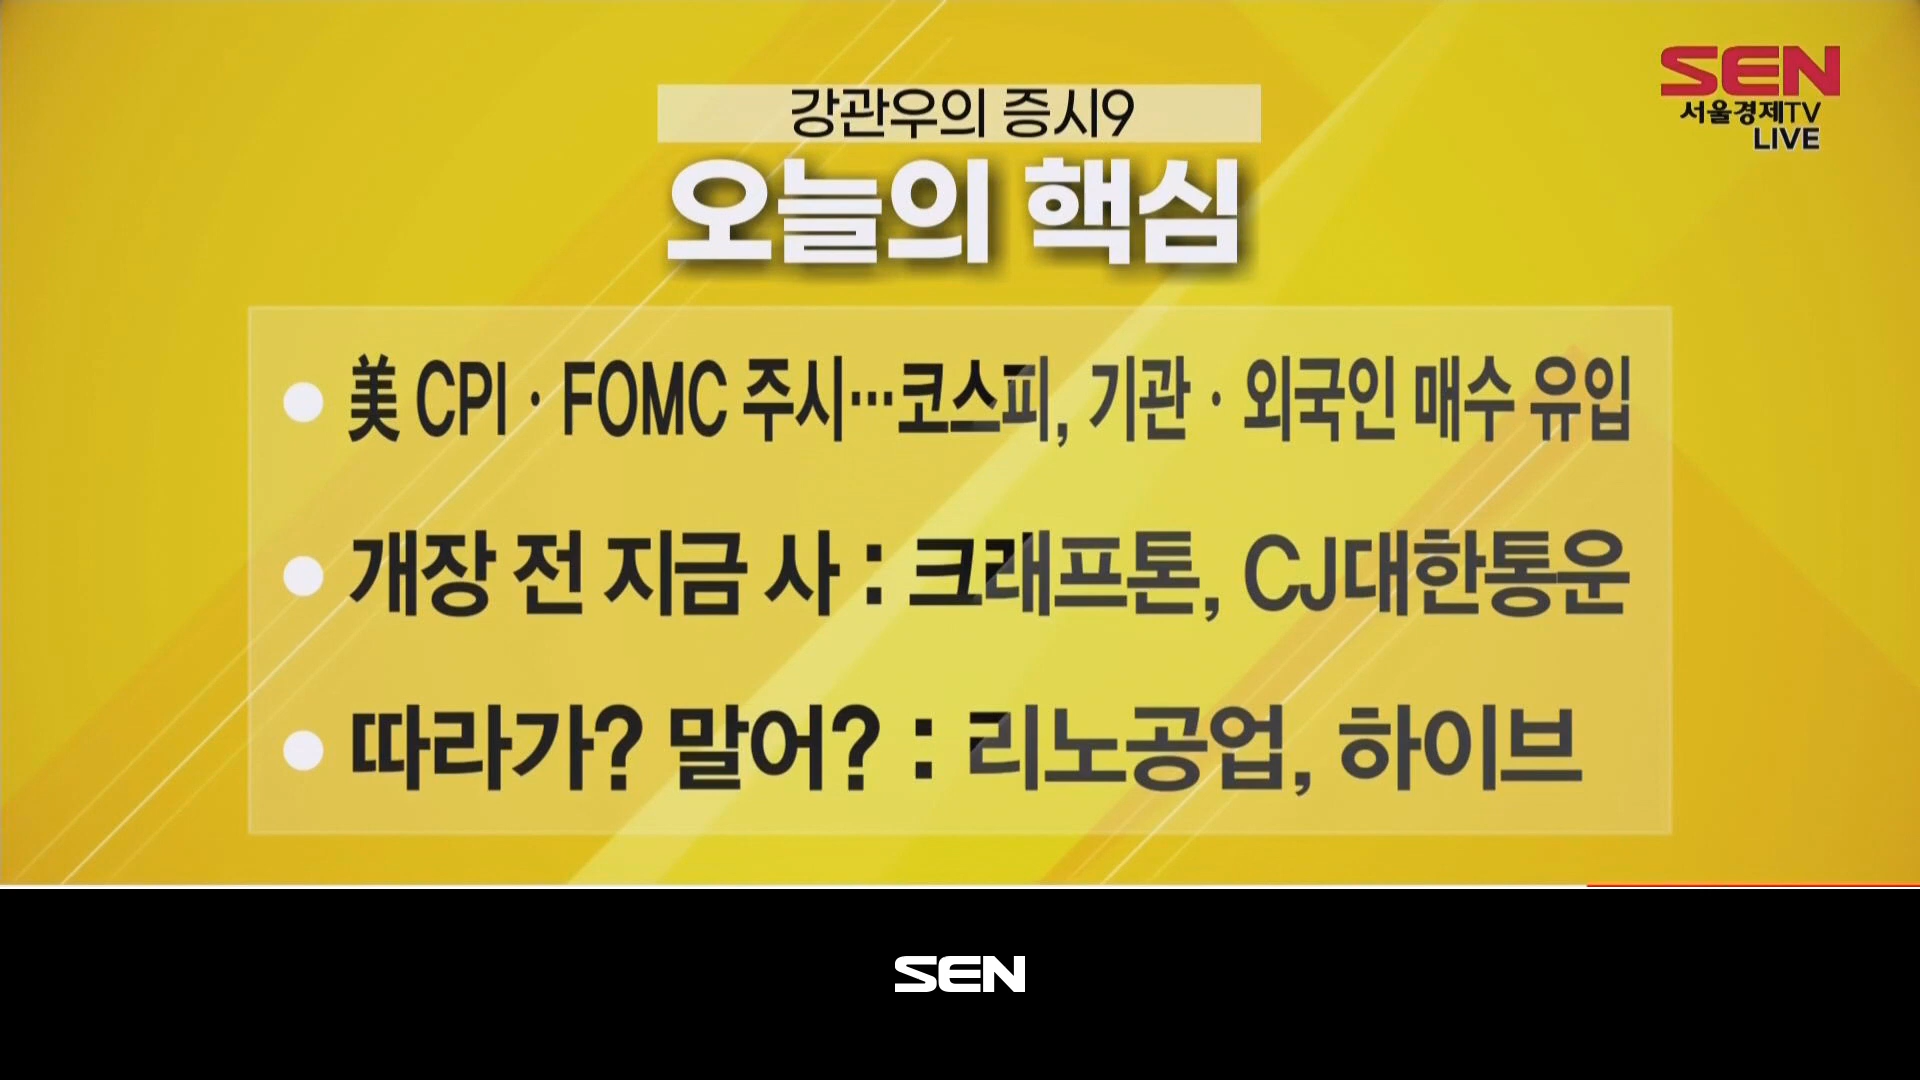 강관우의 증시9
SEN
서울경제TV
LIVE
오늘의 핵심
美 CPI · FOMC 주시…코스피, 기관 · 외국인 매수 유입
개장 전 지금 사 : 크래프톤, CJ대한통운
따라가? 말어? : 리노공업, 하이브
SEN